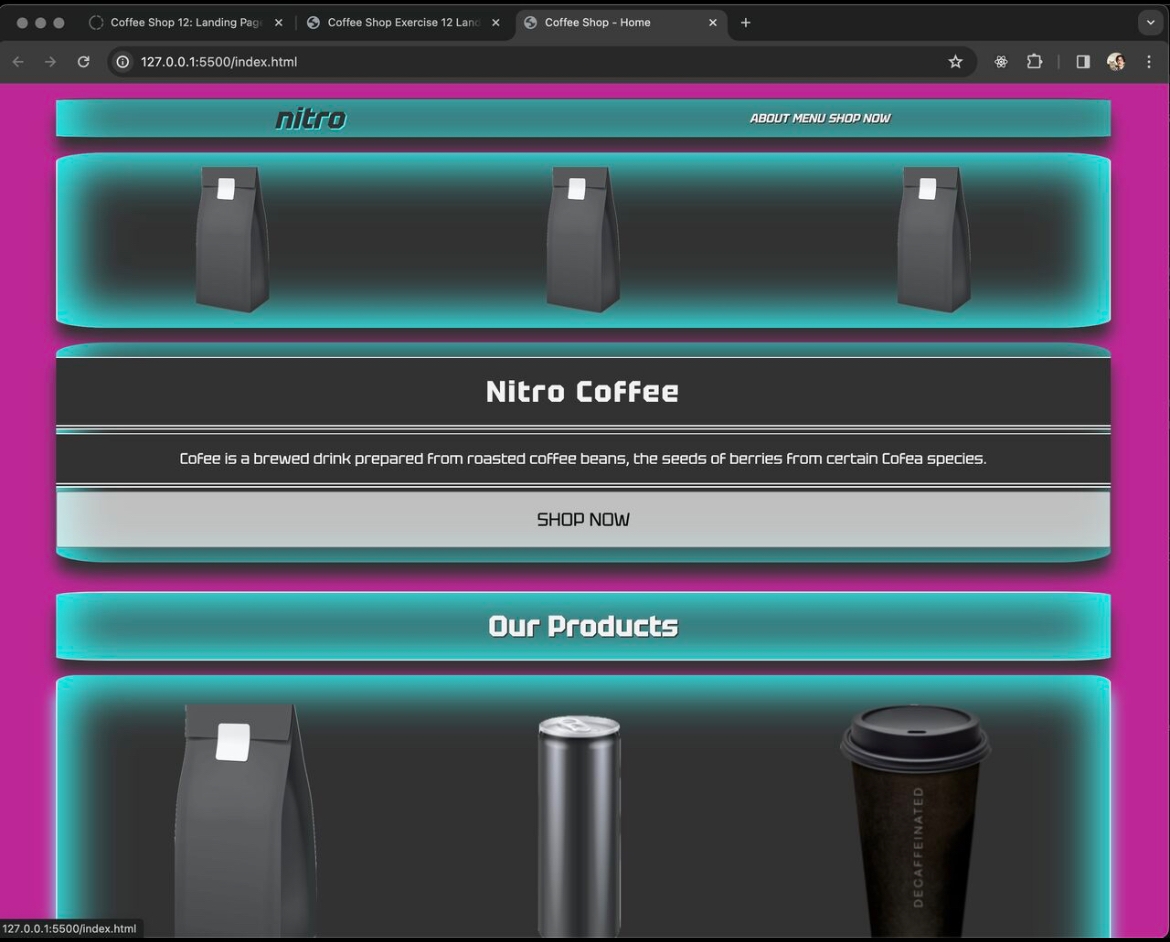 Coffee Shop 12: Landing Page
Coffee Shop Exercise 12 Land
Coffee Shop - Home
127.0.0.1:5500/index.html
nitro
ABOUT MENU SHOP NOW
Nitro Coffee
Cofee is a brewed drink prepared from roasted coffee beans, the seeds of berries from certain Cofea species.
SHOP NOW
Our Products
DECAFFEINATED
127.0.0.1:5500/index.html